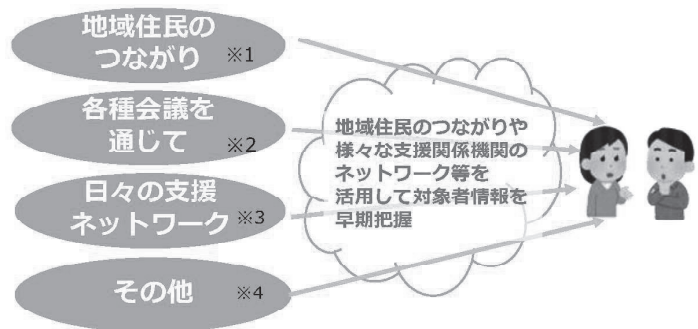 地域住民の
つながり ※1
各種会議を
通じて ※2
日々の支援
ネットワーク ※3
その他 ※4
地域住民のつながりや
様々な支援関係機関の
ネットワーク等を
活用して対象者情報を
早期把握